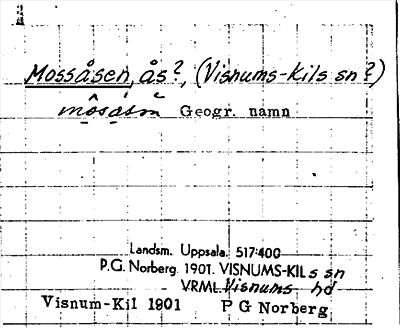 Mossåsen, ås?, (Visnums-Kils sn?)
Geogr. namn
Landsm. Uppsala. 517:400
P.G. Norberg. 1901. VISNUMS-KILs sn
VRML. Visnums hd
Visnum-Kil 1901 P G Norberg